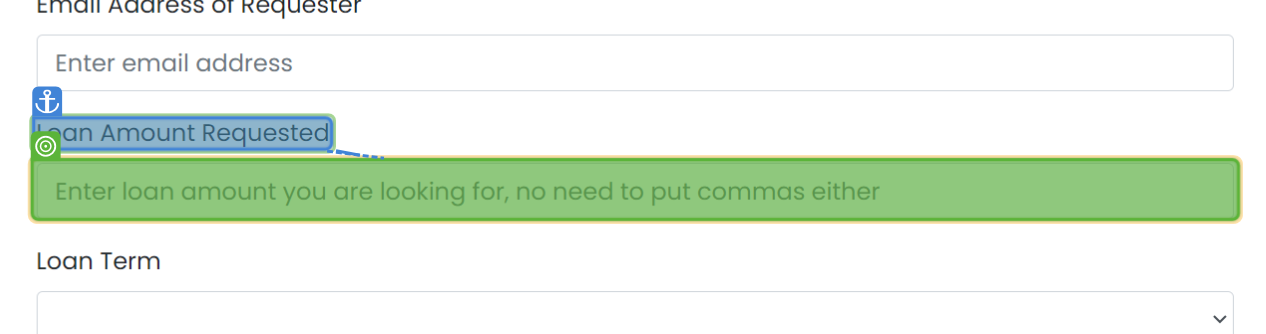 Email Address of Requester
Enter email address
Loan Amount Requested
Enter loan amount you are looking for, no need to put commas either
Loan Term